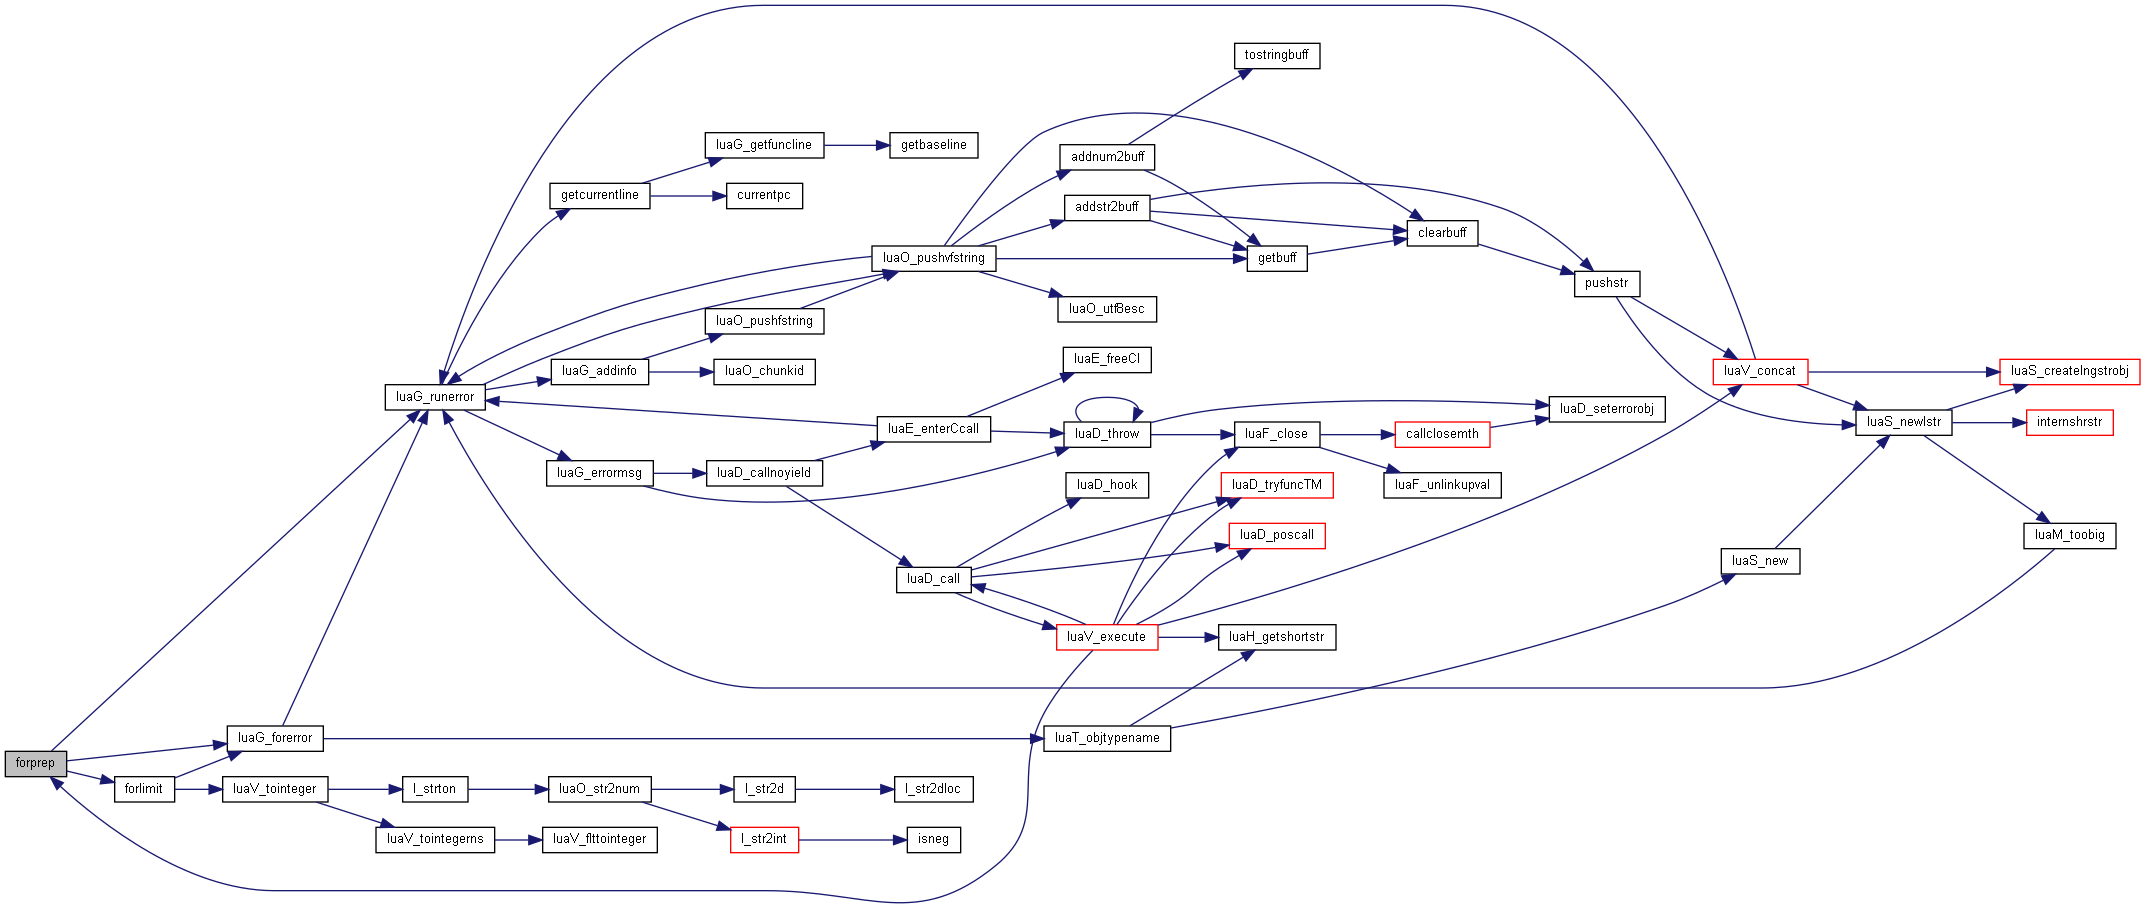 tostringbuff
luaG_getfuncline
getbaseline
addnum2buff
getcurrentline
currentpc
addstr2buff
clearbuff
luaO_pushvfstring
getbuff
pushstr
luaO_pushfstring
luaO_utf8esc
luaE_freeCI
luaG_addinfo
luaO_chunkid
luaV_concat
luaS_createlngstrobj
luaG_runerror
luaD_seterrorobj
luaE_enterCcall
luaD_throw
luaF_close
callclosemth
luaS_newlstr
internshrstr
luaG_errormsg
luaD_callnoyield
luaD_hook
luaD_tryfuncTM
luaF_unlinkupval
luaD_poscall
luaM_toobig
luaS_new
luaD_call
luaV_execute
luaH_getshortstr
luaG_forerror
luaT_objtypename
forprep
forlimit
luaV_tointeger
l_strton
luaO_str2num
l_str2d
l_str2dloc
luaV_tointegerns
luaV_flttointeger
l_str2int
isneg